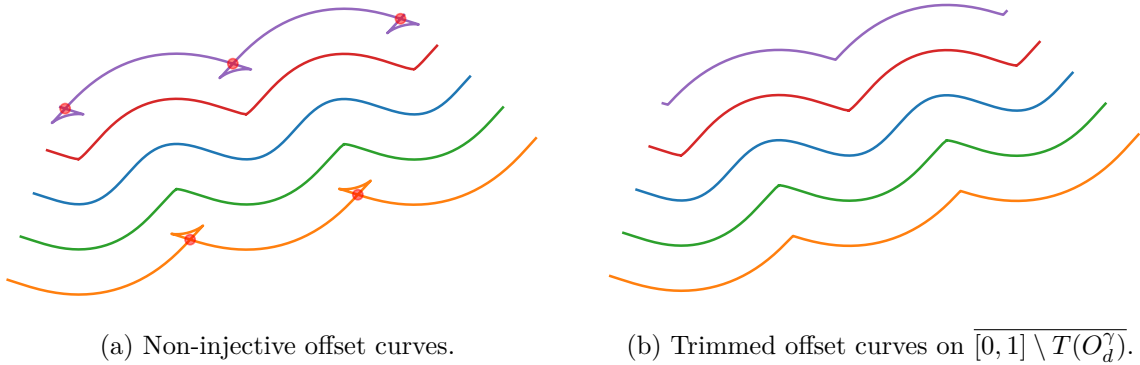 (a) Non-injective offset curves.
(b) Trimmed offset curves on $\overline{[0, 1] \setminus T(O_d^\gamma)}$.